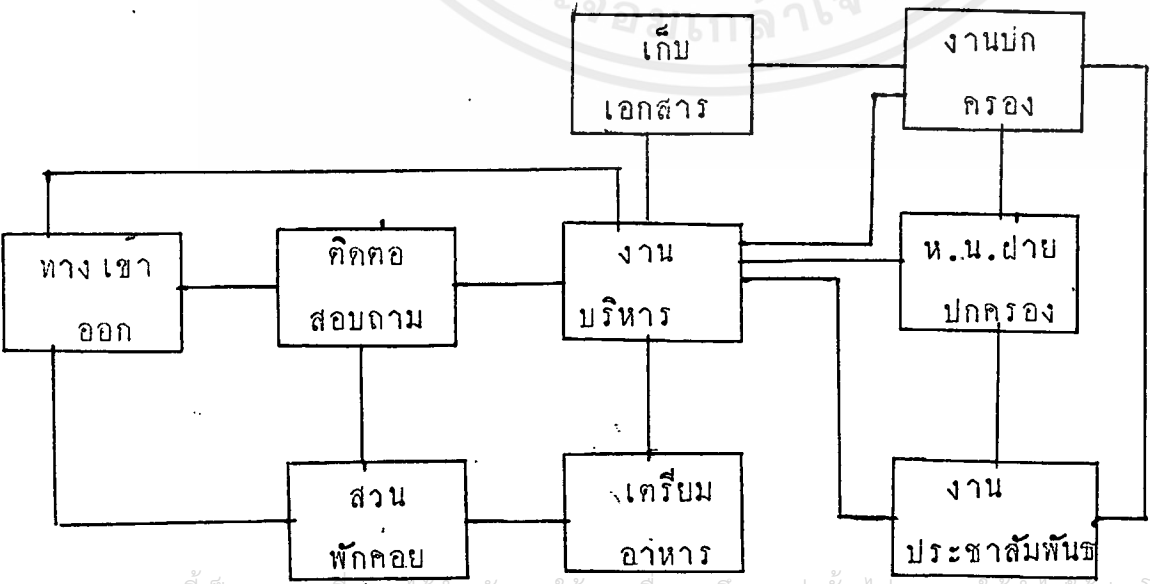 เก็บ
เอกสาร
งานปก
ครอง
ทางเข้า
ออก
ติดตอ
สอบถาม
งาน
บริหาร
ห.น.ฝาย
ปกครอง
สวน
พักคอย
เตรียม
อาหาร
งาน
ประชาสัมพันธ